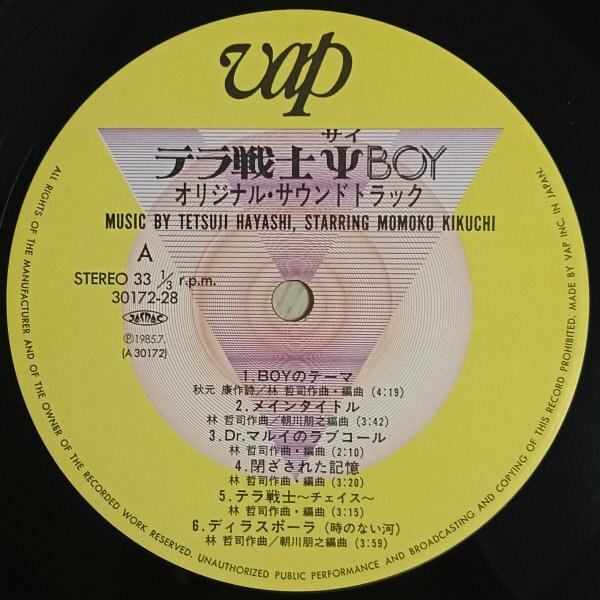 vap
サイ
テラ戦士ΨBOY
オリジナル・サウンドトラック
MUSIC BY TETSUJI HAYASHI, STARRING MOMOKO KIKUCHI
A
STEREO 33 1/3 r.p.m.
30172-28
JASRAC
Ⓟ1985.7.
(A 30172)
1. BOYのテーマ
秋元 康作詩/林 哲司作曲・編曲 (4:19)
2. メインタイトル
林 哲司作曲/朝川朋之編曲 (3:42)
3. Dr.マルイのラブコール
林 哲司作曲・編曲 (2:10)
4. 閉ざされた記憶
林 哲司作曲・編曲 (3:20)
5. テラ戦士〜チェイス〜
林 哲司作曲・編曲 (3:15)
6. ディラスポーラ (時のない河)
林 哲司作曲/朝川朋之編曲 (3:59)
ALL RIGHTS OF THE MANUFACTURER AND OF THE OWNER OF THE RECORDED WORK RESERVED. UNAUTHORIZED PUBLIC PERFORMANCE AND BROADCASTING AND COPYING OF THIS RECORD PROHIBITED. MADE BY VAP INC. IN JAPAN.